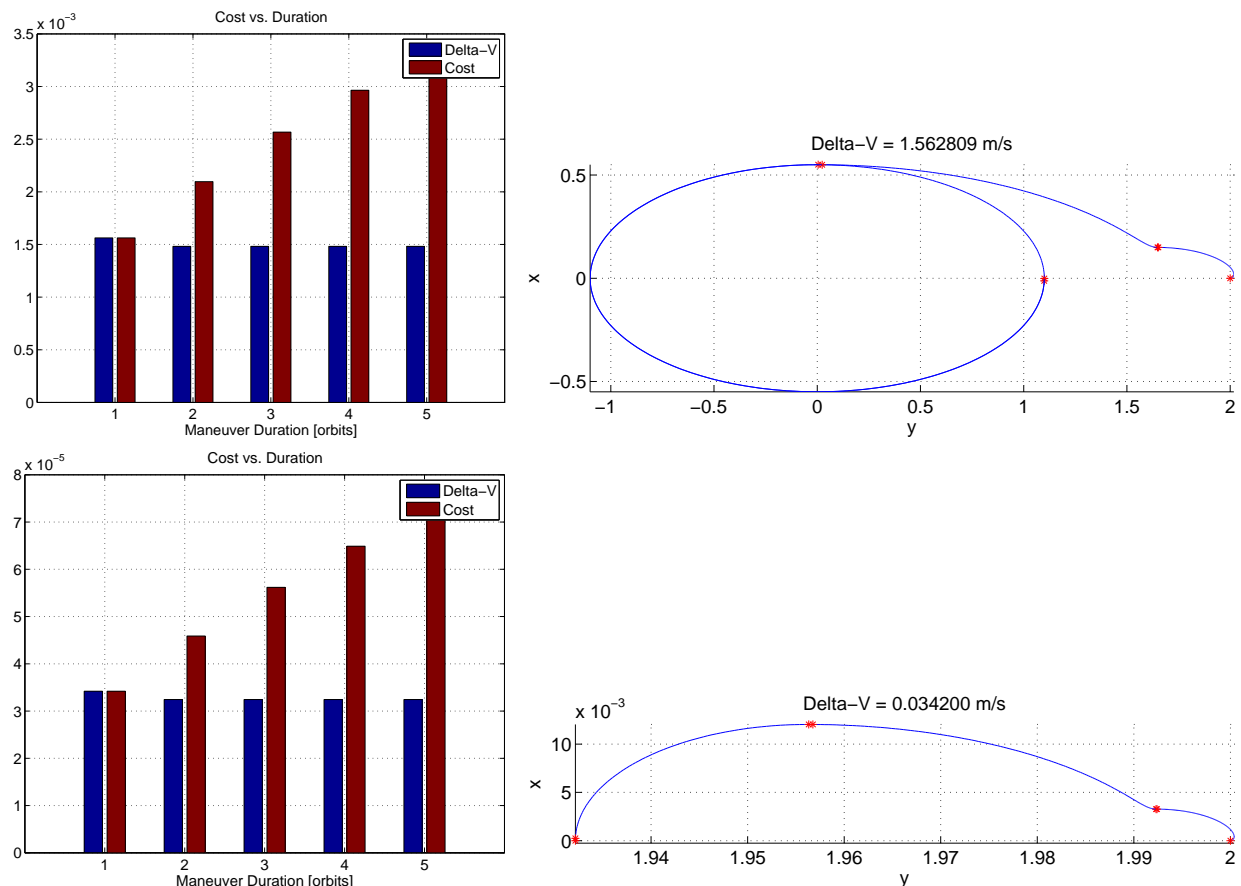 Cost vs. Duration
x 10−3
3.5
3
2.5
2
1.5
1
0.5
0
Delta−V
Cost
1 2 3 4 5
Maneuver Duration [orbits]
Delta−V = 1.562809 m/s
0.5
0
−0.5
x
−1 −0.5 0 0.5 1 1.5 2
y
Cost vs. Duration
x 10−5
8
7
6
5
4
3
2
1
0
Delta−V
Cost
1 2 3 4 5
Maneuver Duration [orbits]
Delta−V = 0.034200 m/s
x 10−3
10
5
0
x
1.94 1.95 1.96 1.97 1.98 1.99 2
y